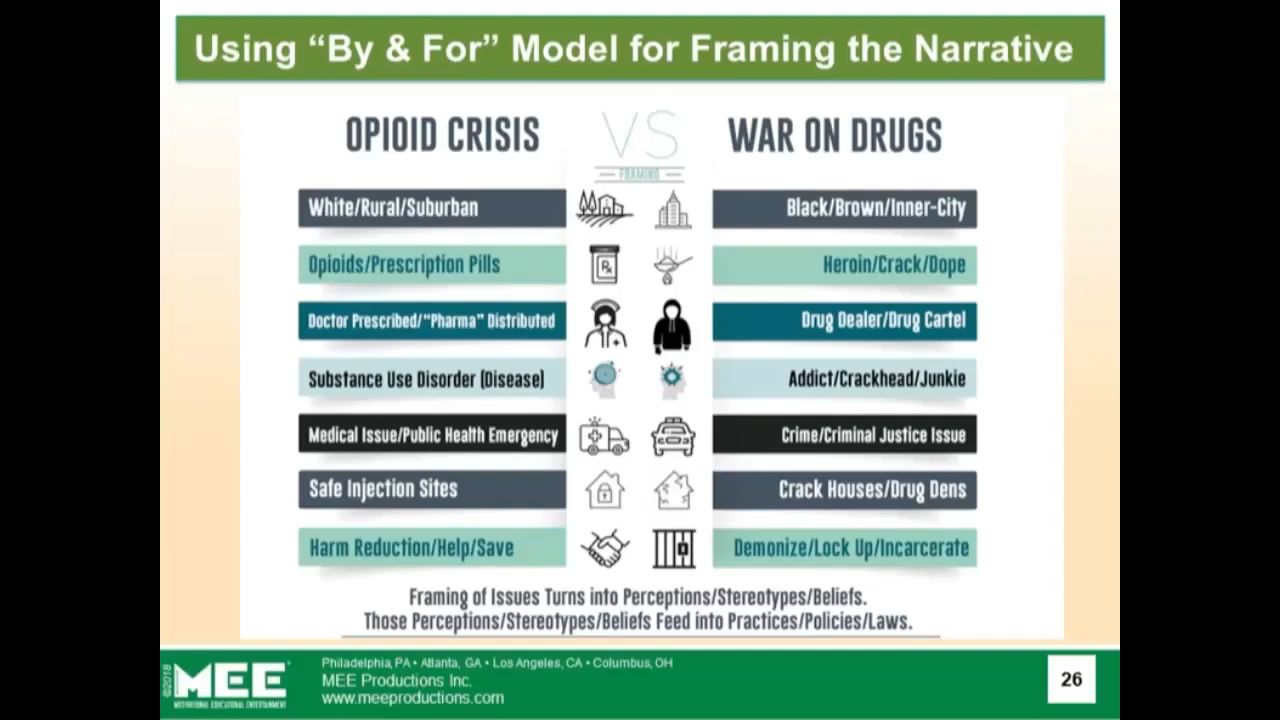 Using “By & For” Model for Framing the Narrative
OPIOID CRISIS
VS
FRAMING
WAR ON DRUGS
White/Rural/Suburban
Black/Brown/Inner-City
Opioids/Prescription Pills
Rx
Heroin/Crack/Dope
Doctor Prescribed/“Pharma” Distributed
Drug Dealer/Drug Cartel
Substance Use Disorder (Disease)
Addict/Crackhead/Junkie
Medical Issue/Public Health Emergency
Crime/Criminal Justice Issue
Safe Injection Sites
Crack Houses/Drug Dens
Harm Reduction/Help/Save
Demonize/Lock Up/Incarcerate
Framing of Issues Turns into Perceptions/Stereotypes/Beliefs.
Those Perceptions/Stereotypes/Beliefs Feed into Practices/Policies/Laws.
©2018
MEE
MOTIVATIONAL EDUCATIONAL ENTERTAINMENT
Philadelphia, PA • Atlanta, GA • Los Angeles, CA • Columbus, OH
MEE Productions Inc.
www.meeproductions.com
26